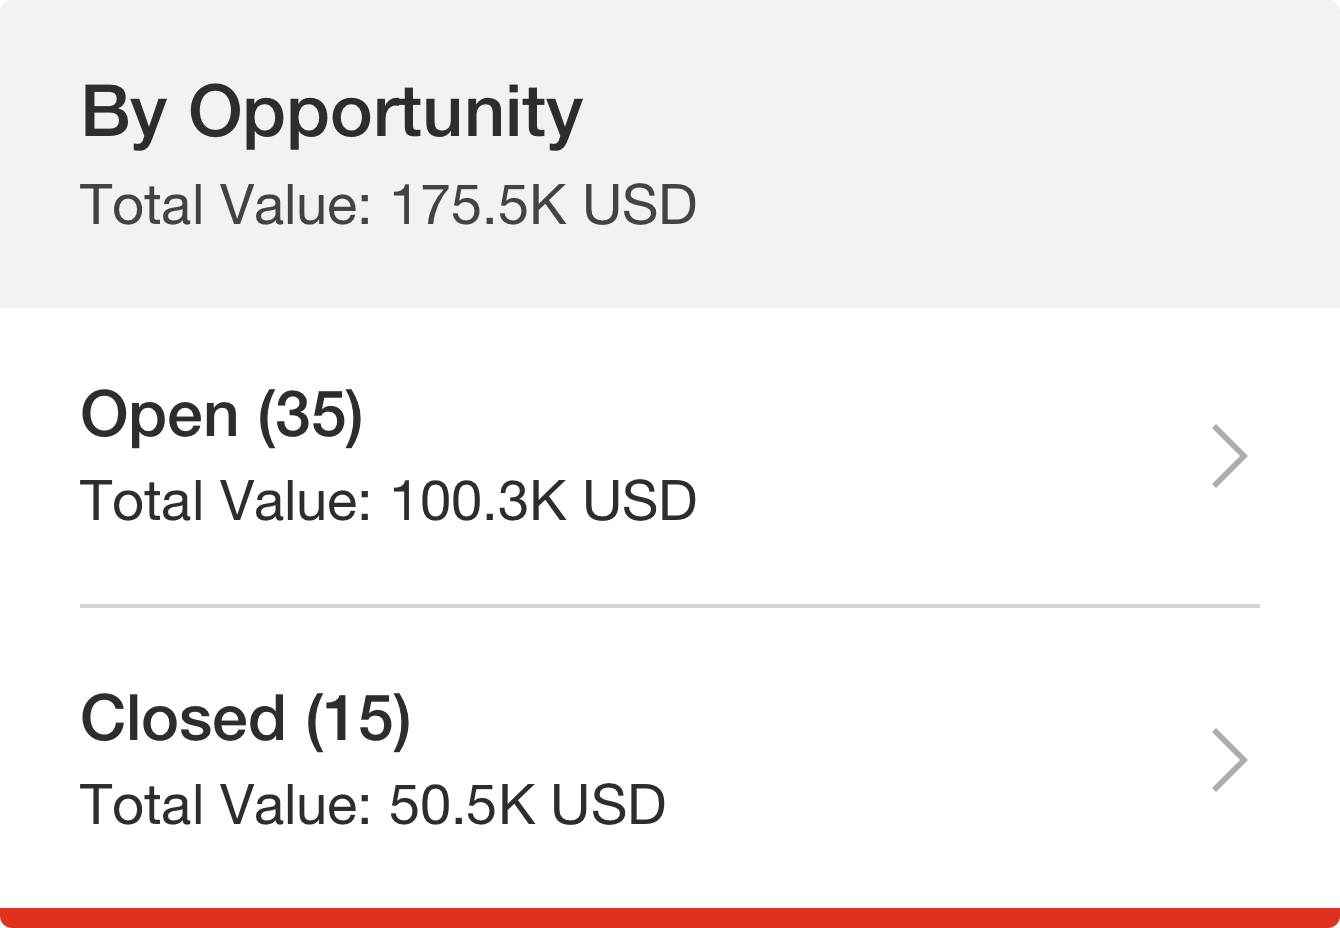 By Opportunity
Total Value: 175.5K USD
Open (35)
Total Value: 100.3K USD
Closed (15)
Total Value: 50.5K USD